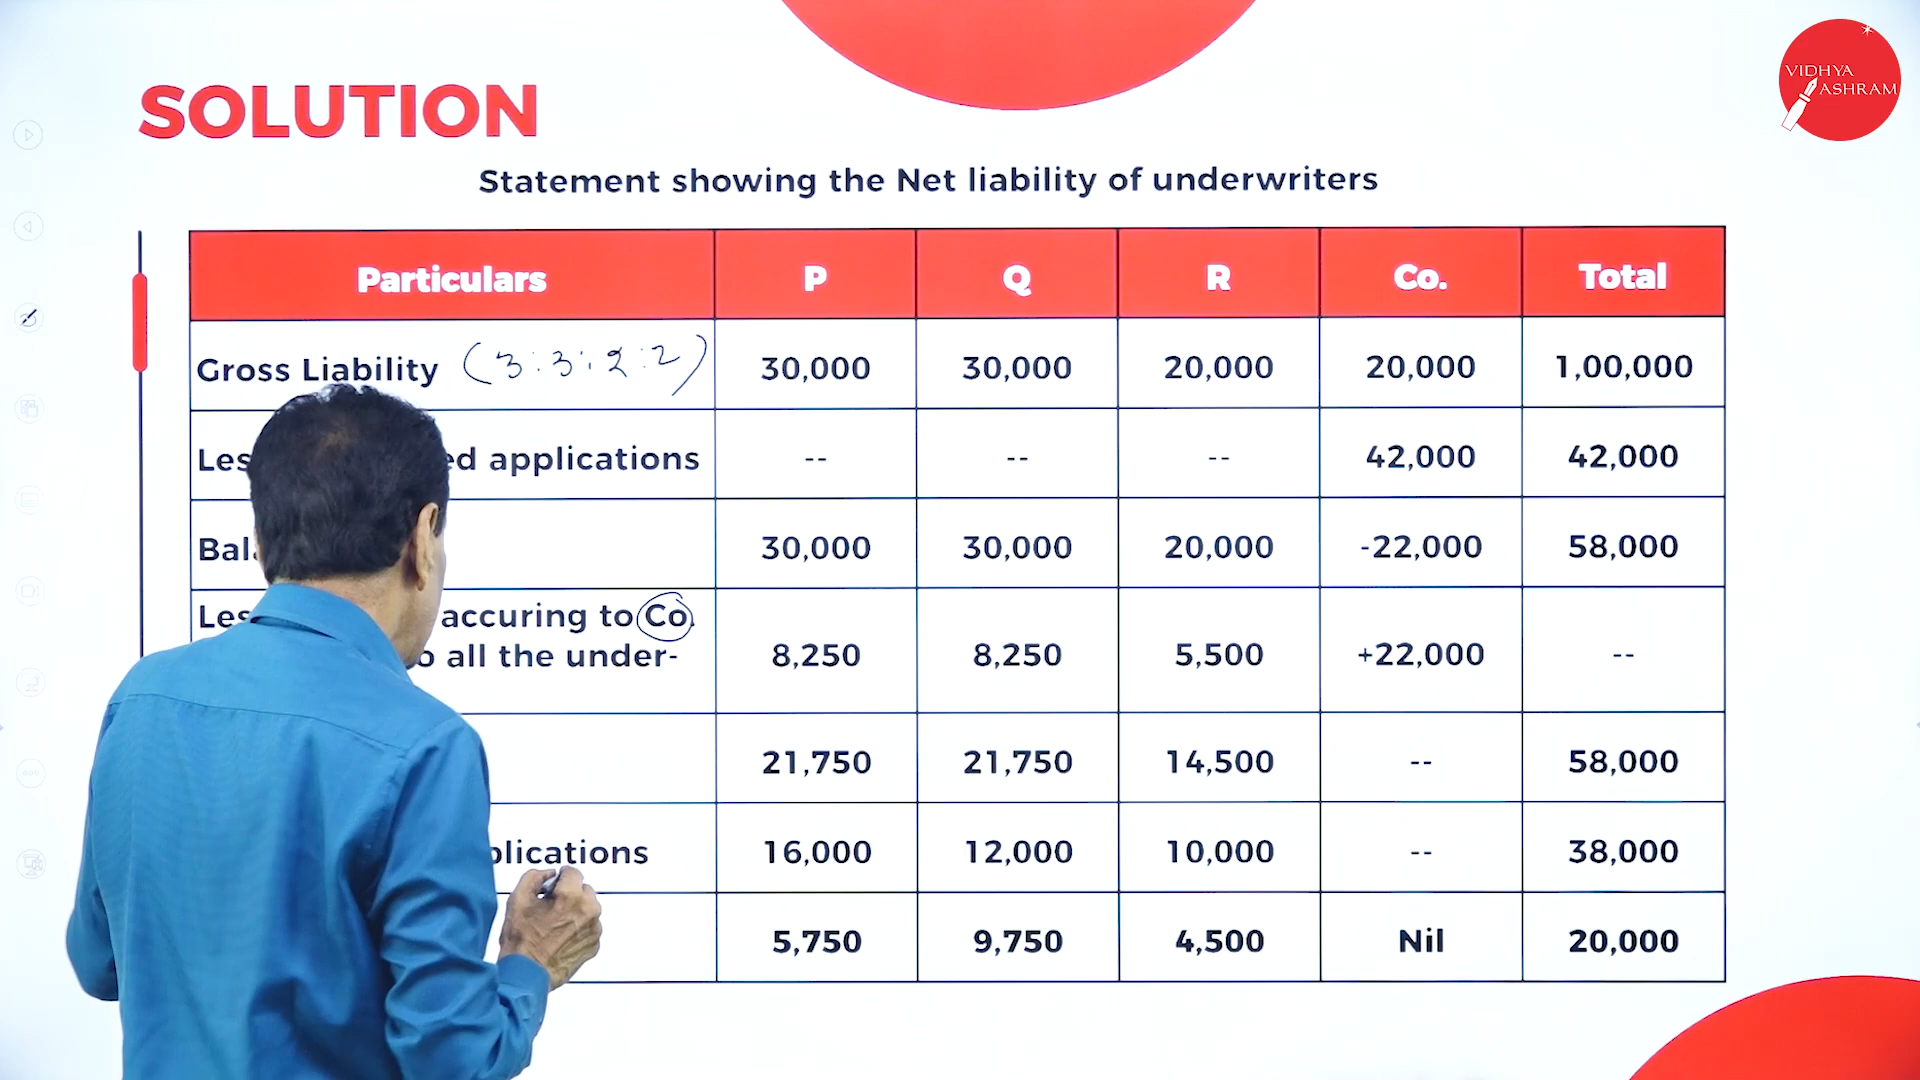 VIDHYA
ASHRAM
SOLUTION
Statement showing the Net liability of underwriters
Particulars P Q R Co. Total
Gross Liability (3:3:2:2) 30,000 30,000 20,000 20,000 1,00,000
ed applications -- -- -- 42,000 42,000
30,000 30,000 20,000 -22,000 58,000
accuring to Co.
all the under- 8,250 8,250 5,500 +22,000 --
21,750 21,750 14,500 -- 58,000
plications 16,000 12,000 10,000 -- 38,000
5,750 9,750 4,500 Nil 20,000